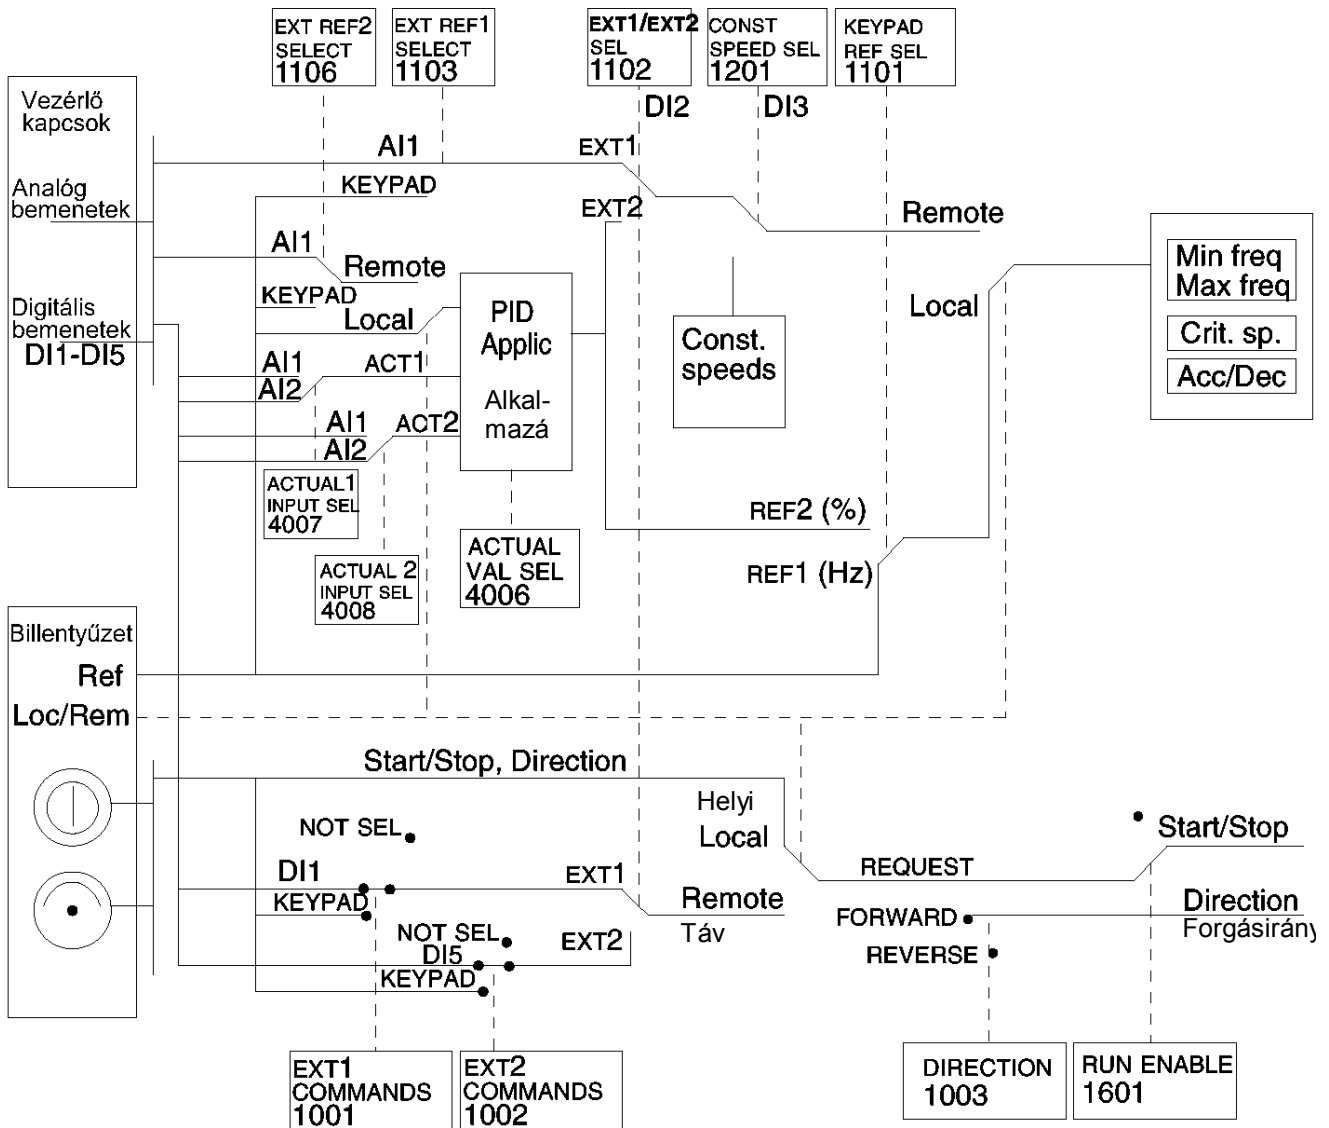 EXT REF2
SELECT
1106
EXT REF1
SELECT
1103
EXT1/EXT2
SEL
1102
CONST
SPEED SEL
1201
KEYPAD
REF SEL
1101
DI2
DI3
Vezérlő
kapcsok
Analóg
bemenetek
Digitális
bemenetek
DI1-DI5
AI1
EXT1
KEYPAD
EXT2
Remote
AI1
Remote
KEYPAD
Local
AI1
AI2
ACT1
AI1
AI2
ACT2
PID
Applic
Alkal-
mazá
Const.
speeds
Local
Min freq
Max freq
Crit. sp.
Acc/Dec
ACTUAL1
INPUT SEL
4007
ACTUAL 2
INPUT SEL
4008
ACTUAL
VAL SEL
4006
REF2 (%)
REF1 (Hz)
Billentyűzet
Ref
Loc/Rem
Start/Stop, Direction
Helyi
Local
NOT SEL
DI1
KEYPAD
EXT1
Remote
Táv
NOT SEL
DI5
KEYPAD
EXT2
REQUEST
Start/Stop
FORWARD
REVERSE
Direction
Forgásirány
EXT1
COMMANDS
1001
EXT2
COMMANDS
1002
DIRECTION
1003
RUN ENABLE
1601